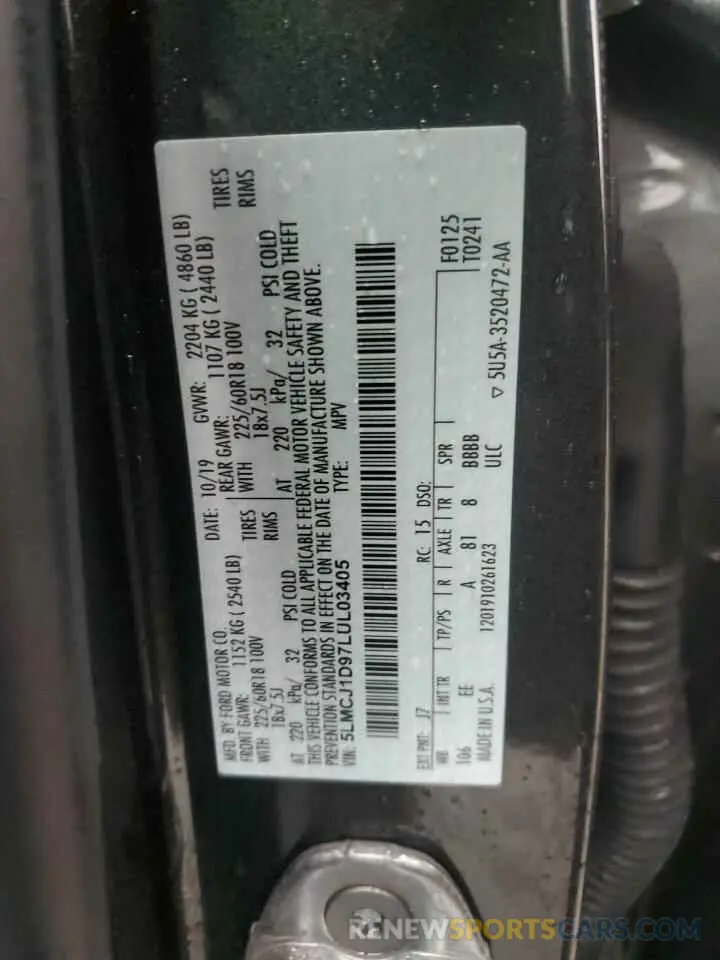 MFD. BY FORD MOTOR CO.
DATE: 10/19 GVWR: 2204 KG ( 4860 LB)
FRONT GAWR: 1152 KG ( 2540 LB)
REAR GAWR: 1107 KG ( 2440 LB)
WITH 225/60R18 100V TIRES
WITH 225/60R18 100V TIRES
18x7.5J RIMS
18x7.5J RIMS
AT 220 kPa/ 32 PSI COLD
AT 220 kPa/ 32 PSI COLD
THIS VEHICLE CONFORMS TO ALL APPLICABLE FEDERAL MOTOR VEHICLE SAFETY AND THEFT
PREVENTION STANDARDS IN EFFECT ON THE DATE OF MANUFACTURE SHOWN ABOVE.
VIN: 5LMCJ1D97LUL03405 TYPE: MPV
EXT PNT: J7 RC: 15 DSO: F0125
WB INT TR TP/PS R AXLE TR SPR T0241
106 EE A 81 8 BBBB
MADE IN U.S.A. 1201910261623 ULC ▽ 5U5A-3520472-AA
RENEWSPORTSCARS.COM